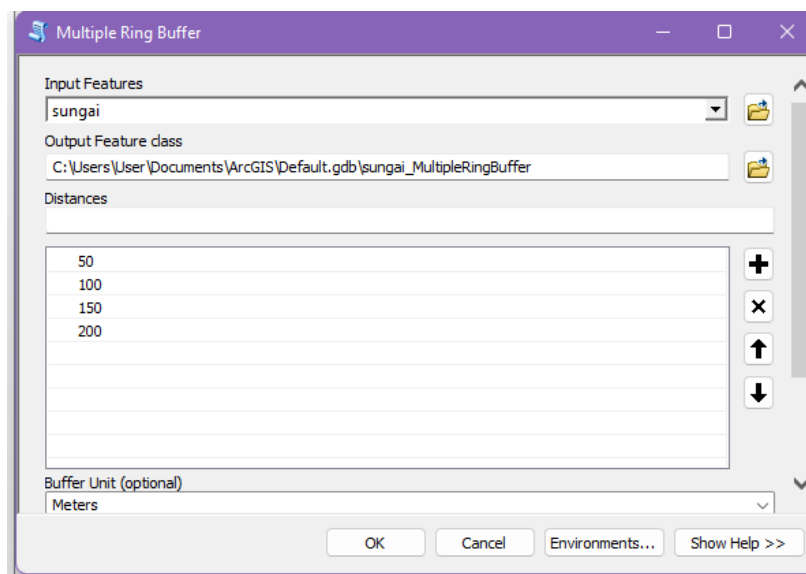 Multiple Ring Buffer
Input Features
sungai
Output Feature class
C:\Users\User\Documents\ArcGIS\Default.gdb\sungai_MultipleRingBuffer
Distances
50
100
150
200
Buffer Unit (optional)
Meters
OK Cancel Environments... Show Help >>